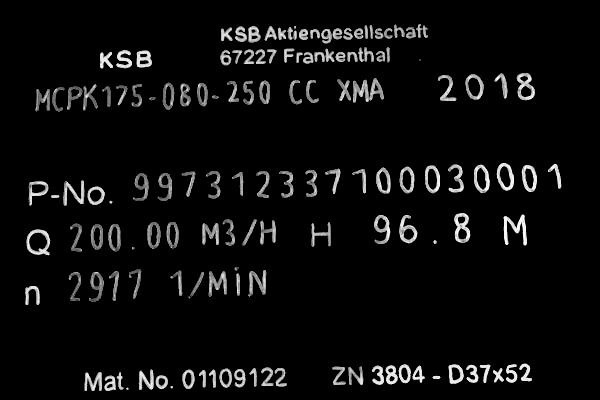 KSB Aktiengesellschaft
KSB 67227 Frankenthal
MCPK175-080-250 CC XMA 2018
P-No. 997312337100030001
Q 200.00 M3/H H 96.8 M
n 2917 1/MIN
Mat. No. 01109122 ZN 3804 - D37x52